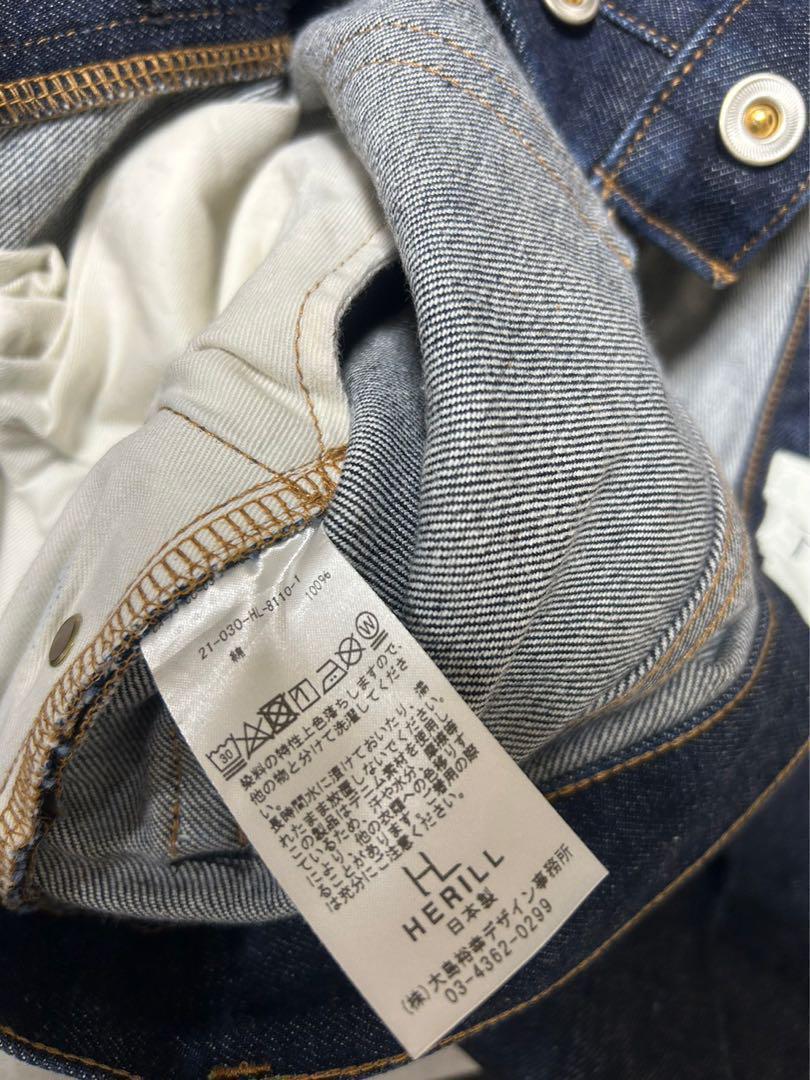 21-030-HL-8110-1
綿 100%
30
W
染料の特性上色落ちしますので、
他の物と分けて洗濯してくださ
い。
長時間水に漬けておいたり、濡
れたまま放置しないでください。
この製品はデニム素材を使用し
ているため、汗や水分、摩擦等
により、他の衣類への色移りす
ることがあります。ご着用の際
は充分にご注意ください。
HL
HERILL
日本製
(株)大島裕幸デザイン事務所
03-4362-0299